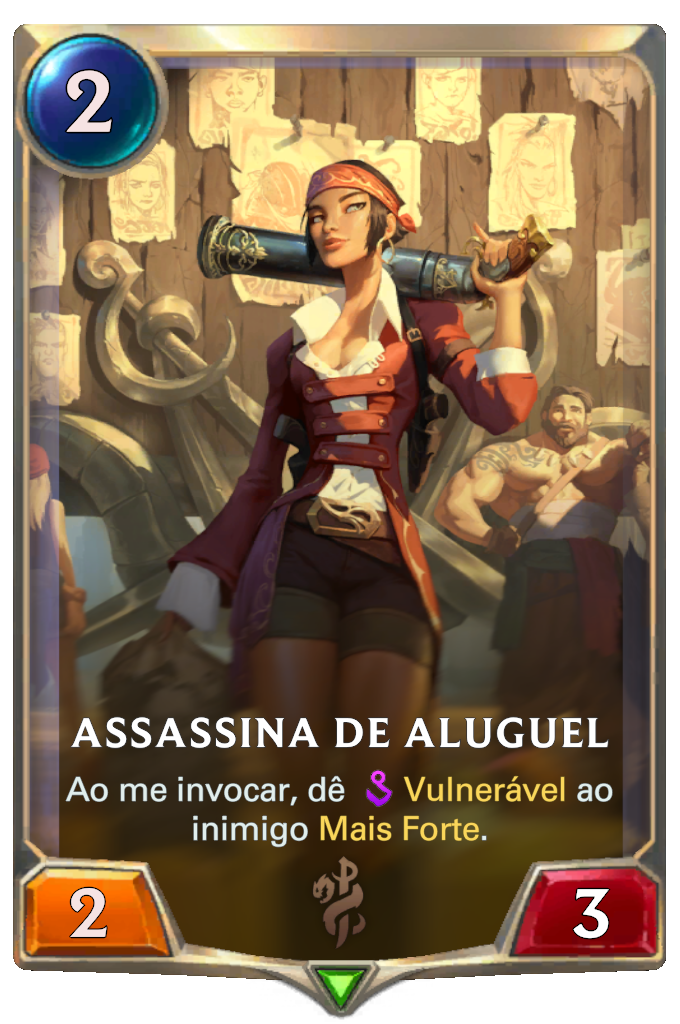 2
ASSASSINA DE ALUGUEL
Ao me invocar, dê Vulnerável ao
inimigo Mais Forte.
2
3